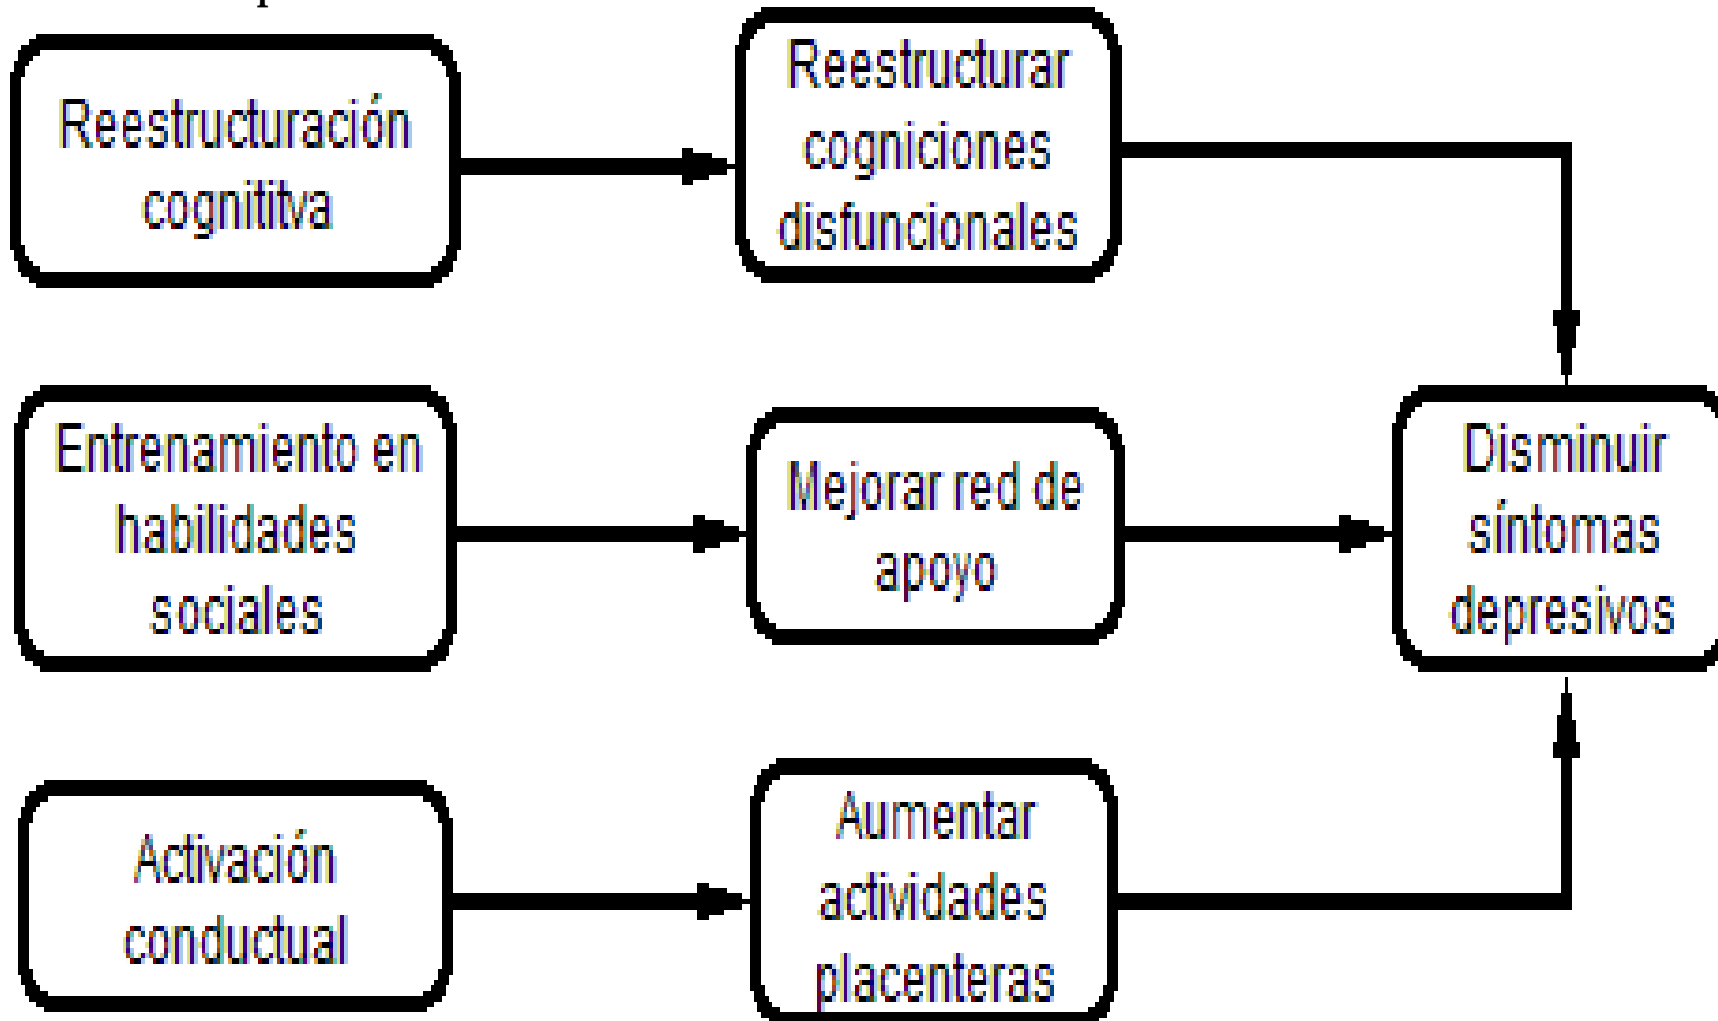 Reestructuración
cognititva
Reestructurar
cogniciones
disfuncionales
Entrenamiento en
habilidades
sociales
Mejorar red de
apoyo
Disminuir
síntomas
depresivos
Activación
conductual
Aumentar
actividades
placenteras